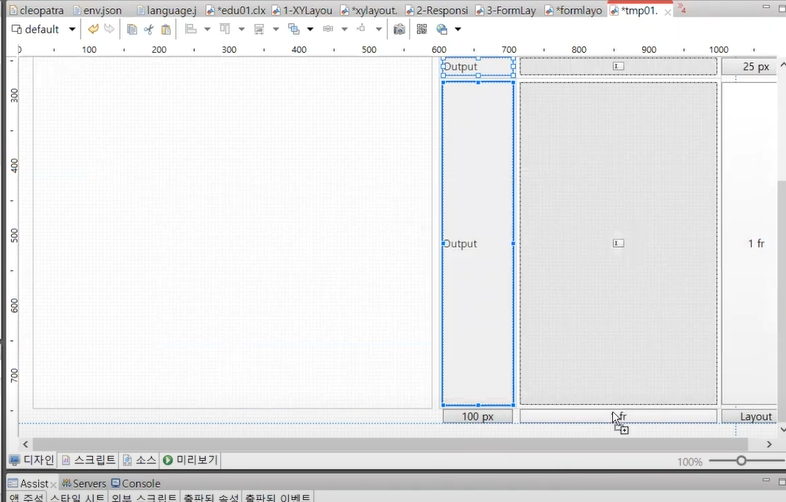 cleopatra env.json language.j *edu01.clx 1-XYLayou *xylayout. 2-Responsi 3-FormLay *formlayo *tmp01. 4
default
0 100 200 300 400 500 600 700 800 900 1000
Output 25 px
300
400
500
600
700
Output 1 fr
100 px fr Layout
디자인 스크립트 소스 미리보기 100%
Assist Servers Console
앱 주석 스타일 시트 외부 스크립트 출판된 속성 출판된 이벤트